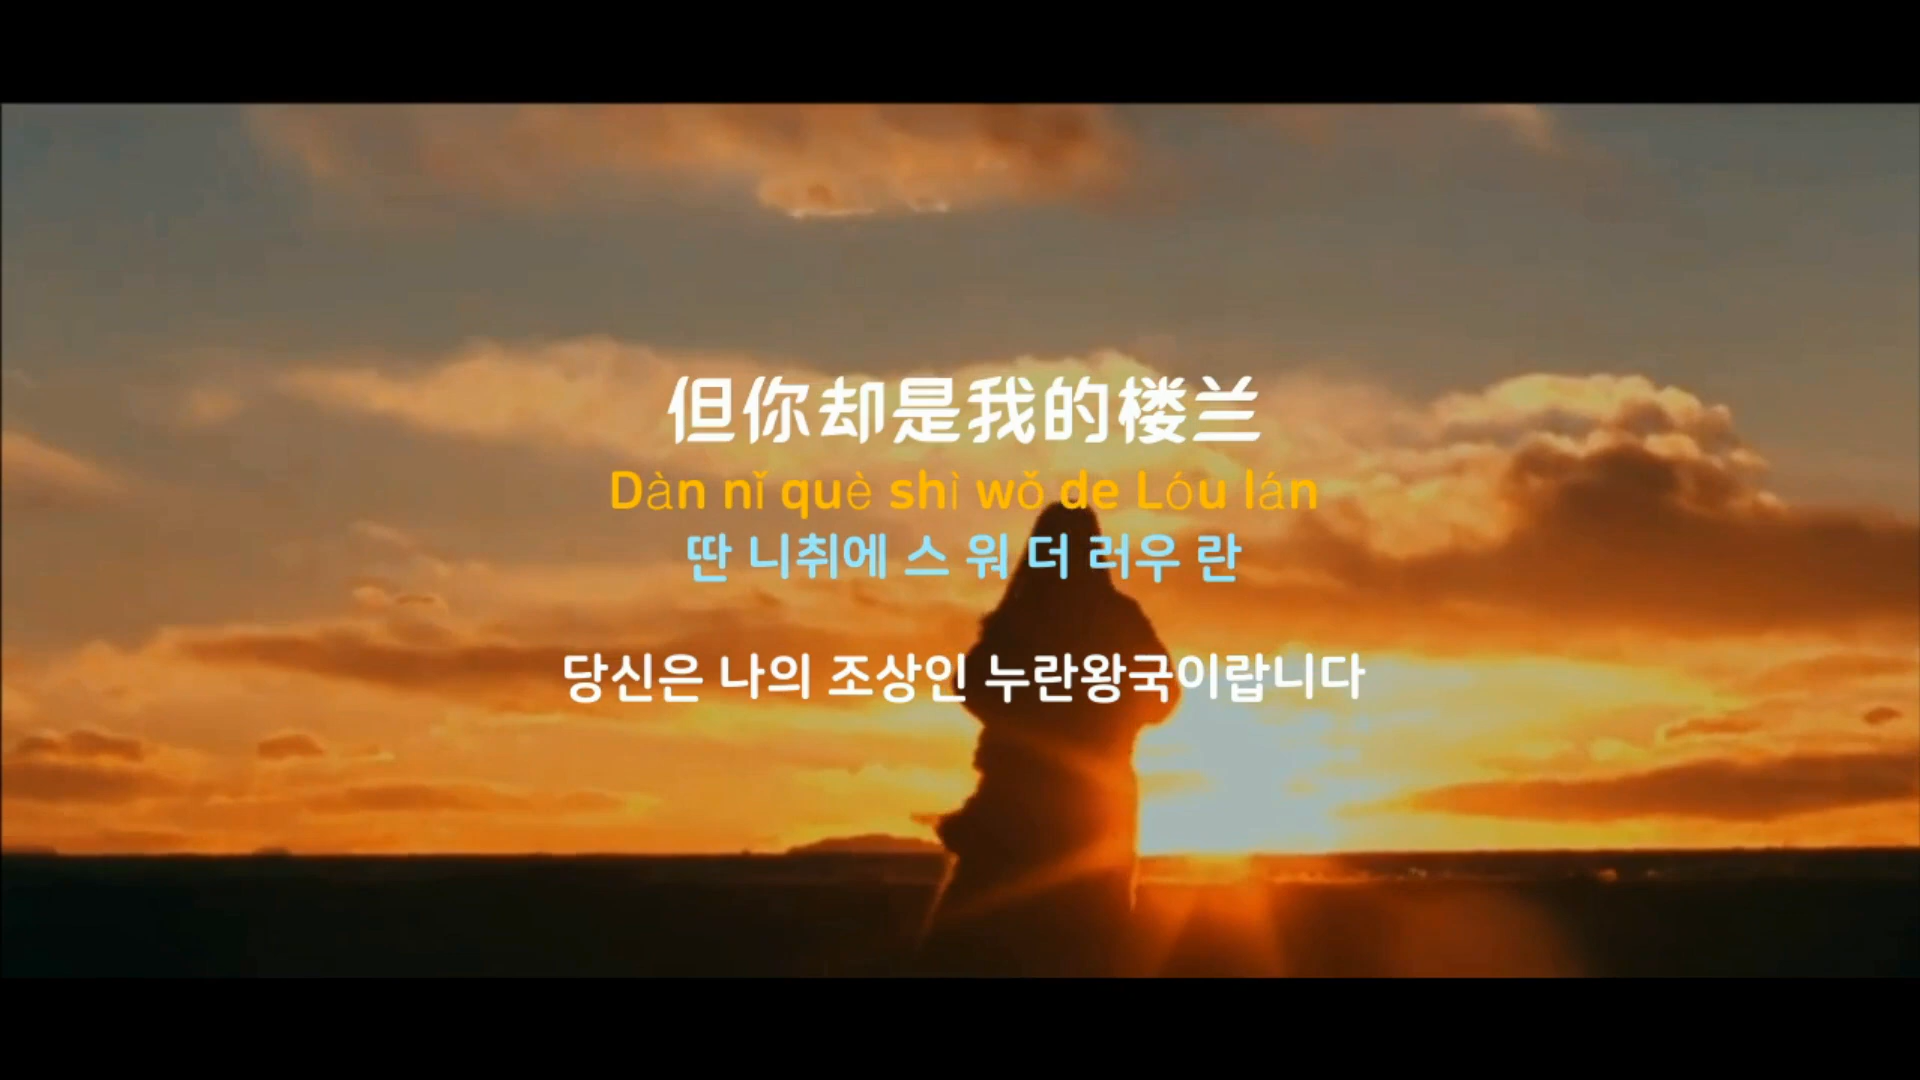 但你却是我的楼兰
Dàn nǐ què shì wǒ de Lóu lán
딴 니취에 스 워 더 러우 란
당신은 나의 조상인 누란왕국이랍니다